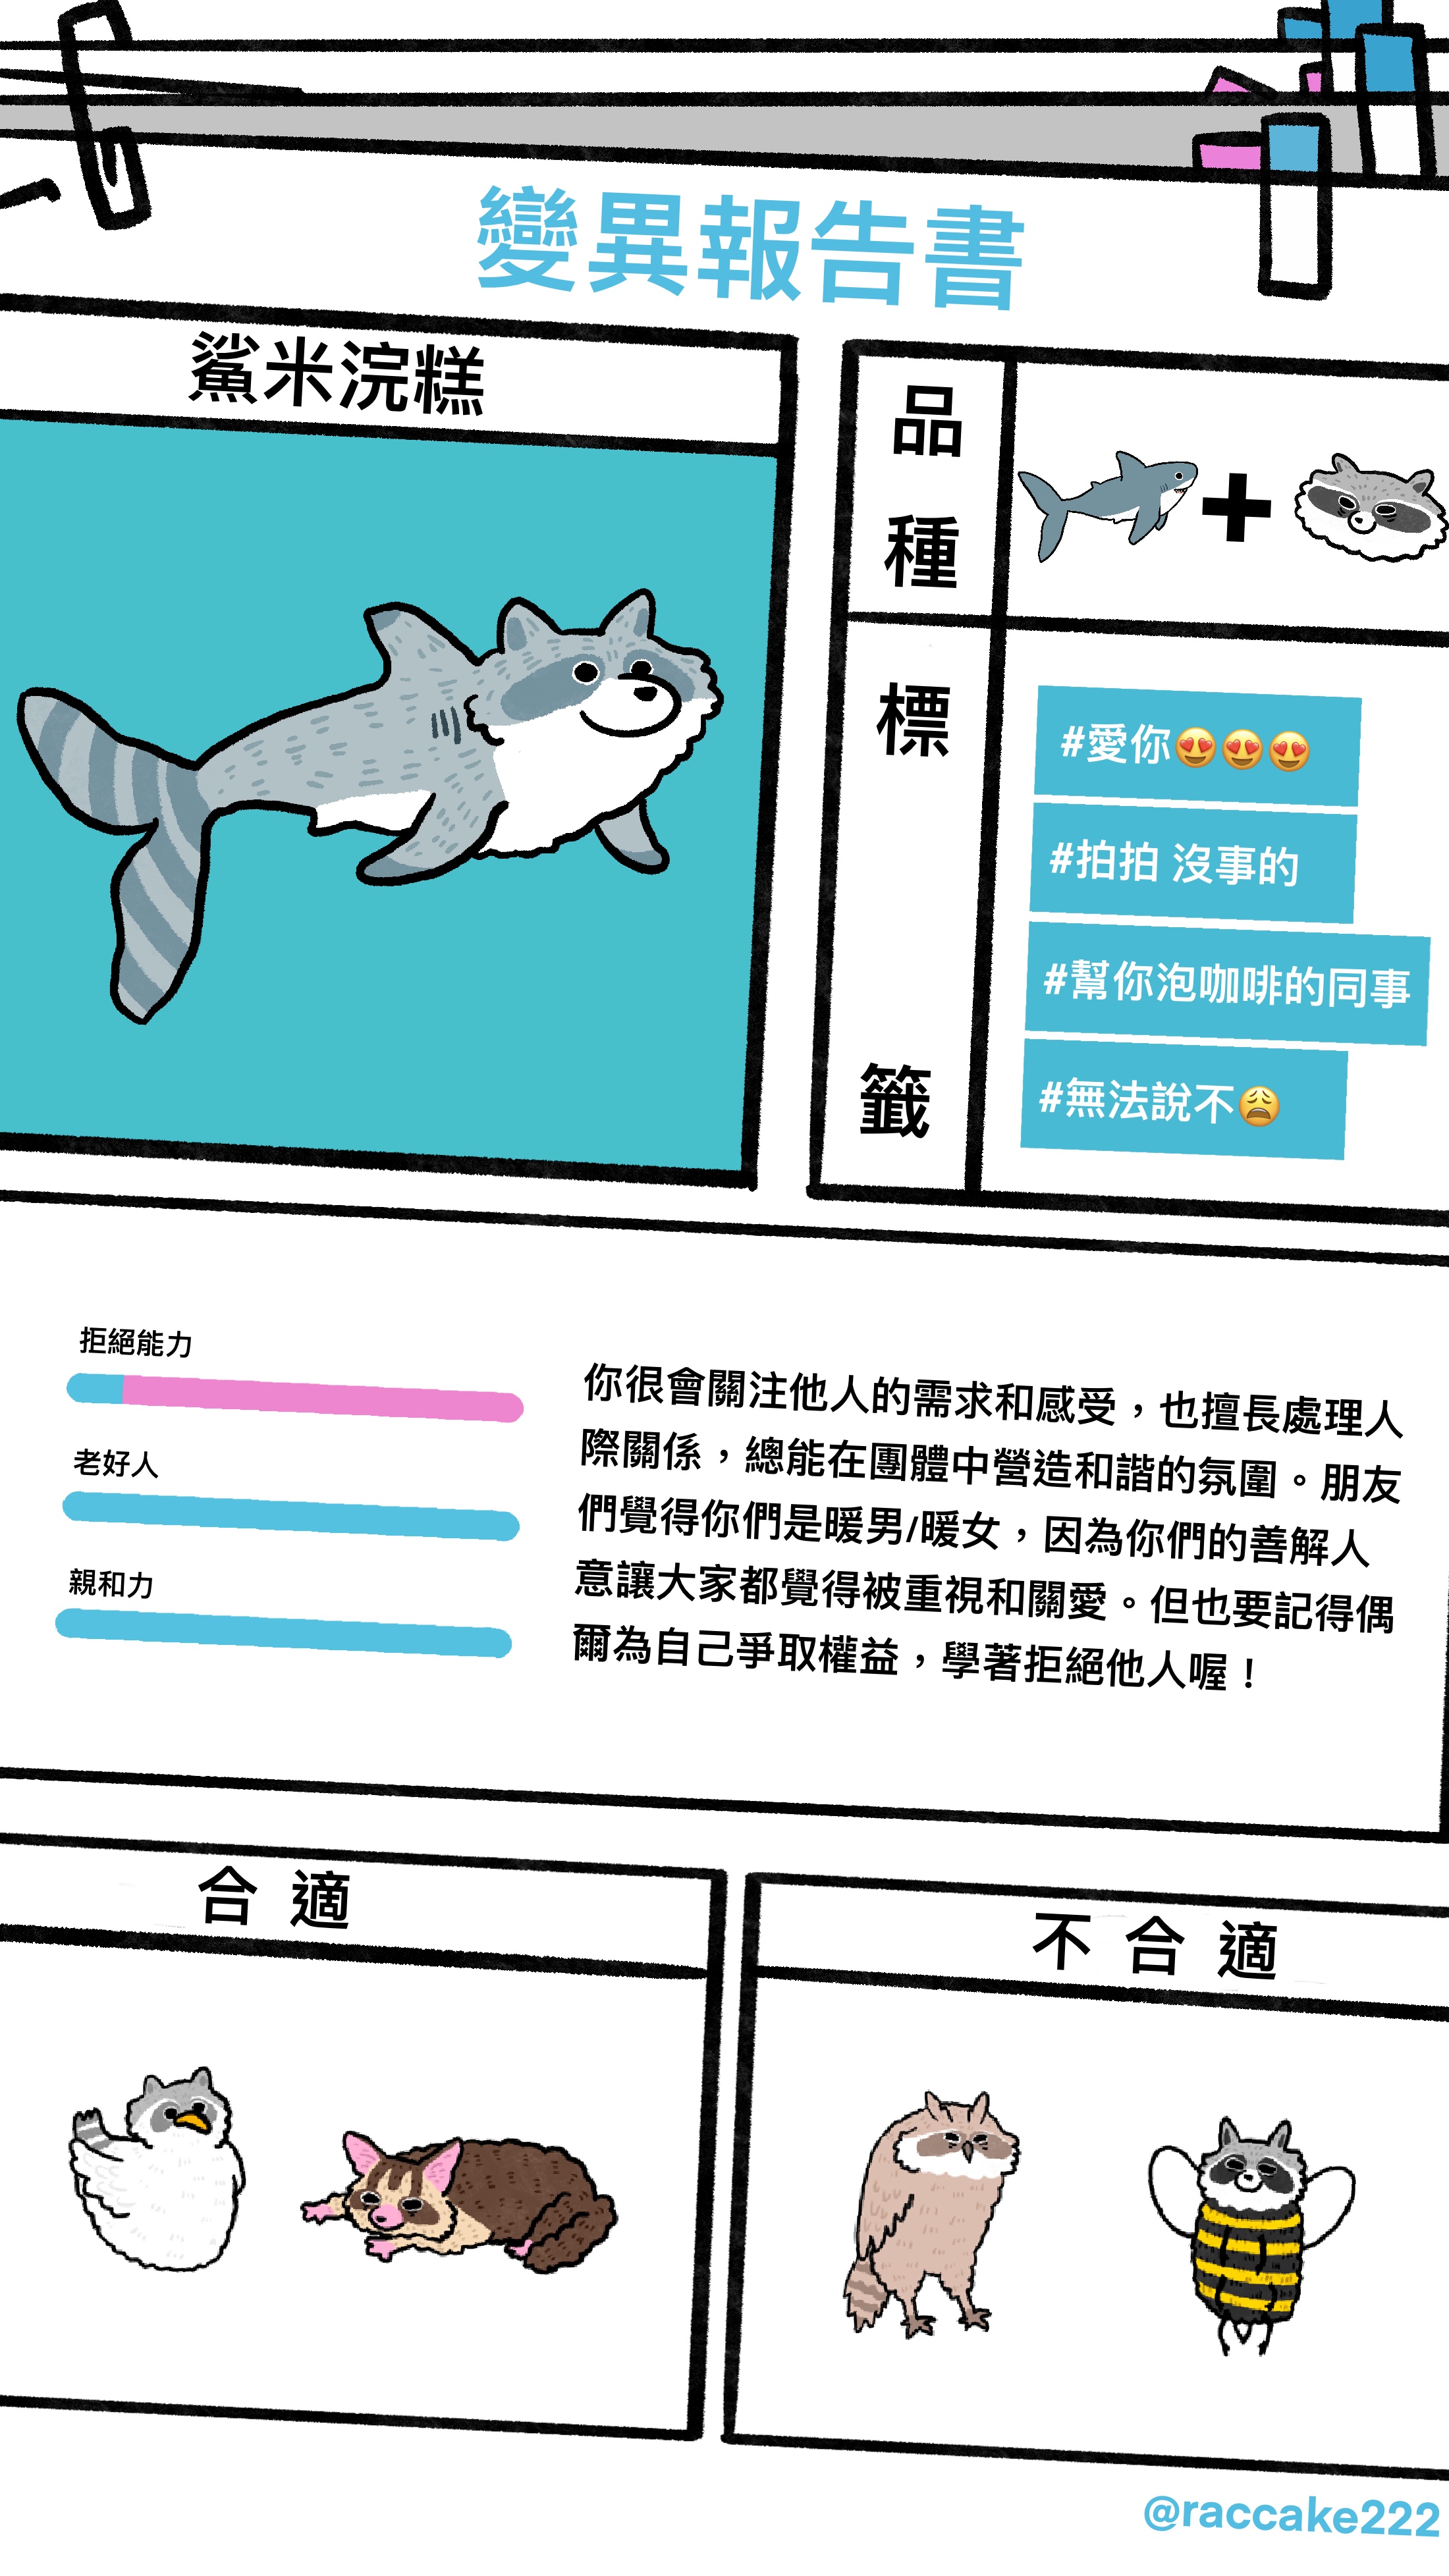 變異報告書
鯊米浣糕
品種
標籤
#愛你😍😍😍
#拍拍 沒事的
#幫你泡咖啡的同事
#無法說不😩
拒絕能力
老好人
親和力
你很會關注他人的需求和感受，也擅長處理人
際關係，總能在團體中營造和諧的氛圍。朋友
們覺得你們是暖男/暖女，因為你們的善解人
意讓大家都覺得被重視和關愛。但也要記得偶
爾為自己爭取權益，學著拒絕他人喔！
合適
不合適
@raccake222